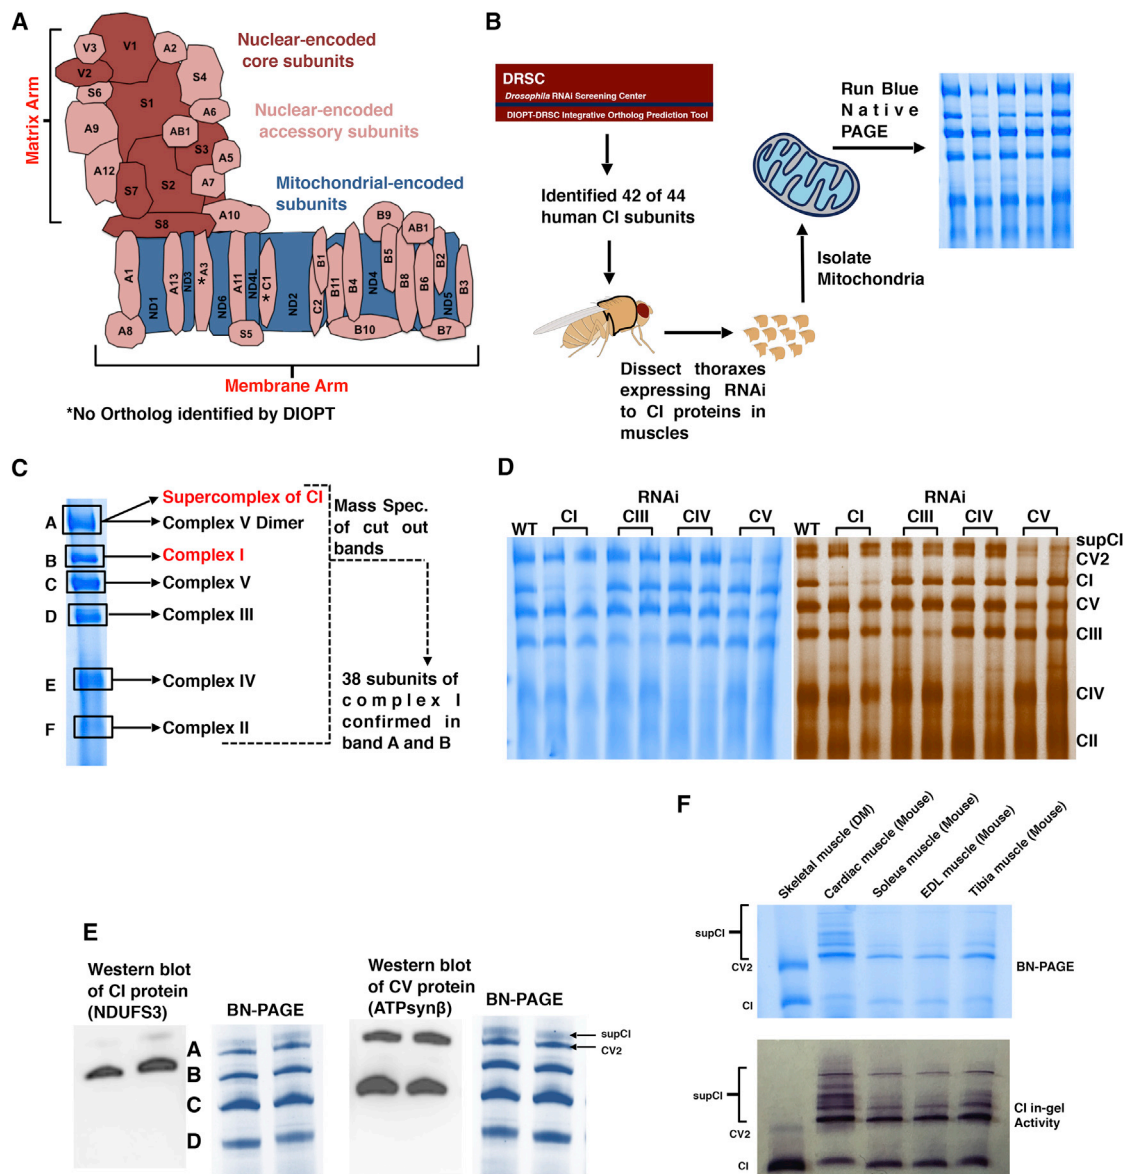 A
V3
V1
A2
V2
S4
S6
S1
A6
A9
AB1
S3
A5
A12
A7
S7
S2
A10
S8
Matrix Arm
Nuclear-encoded
core subunits
Nuclear-encoded
accessory subunits
Mitochondrial-encoded
subunits
B9
AB1
A1
ND1
A13
ND3
*A3
ND6
A11
ND4L
* C1
ND2
C2
B1
B11
B4
ND4
B5
B8
B6
B2
ND5
B3
A8
S5
B10
B7
Membrane Arm
*No Ortholog identified by DIOPT
B
DRSC
Drosophila RNAi Screening Center
DIOPT-DRSC Integrative Ortholog Prediction Tool
Identified 42 of 44
human CI subunits
Dissect thoraxes
expressing RNAi
to CI proteins in
muscles
Isolate
Mitochondria
Run Blue
Native
PAGE
C
A
B
C
D
E
F
Supercomplex of CI
Complex V Dimer
Complex I
Complex V
Complex III
Complex IV
Complex II
Mass Spec.
of cut out
bands
38 subunits of
complex I
confirmed in
band A and B
D
RNAi
WT CI CIII CIV CV
RNAi
WT CI CIII CIV CV
supCI
CV2
CI
CV
CIII
CIV
CII
E
Western blot
of CI protein
(NDUFS3)
BN-PAGE
A
B
C
D
Western blot
of CV protein
(ATPsynβ)
BN-PAGE
supCI
CV2
F
Skeletal muscle (DM)
Cardiac muscle (Mouse)
Soleus muscle (Mouse)
EDL muscle (Mouse)
Tibia muscle (Mouse)
supCI
CV2
CI
BN-PAGE
supCI
CV2
CI
CI in-gel
Activity